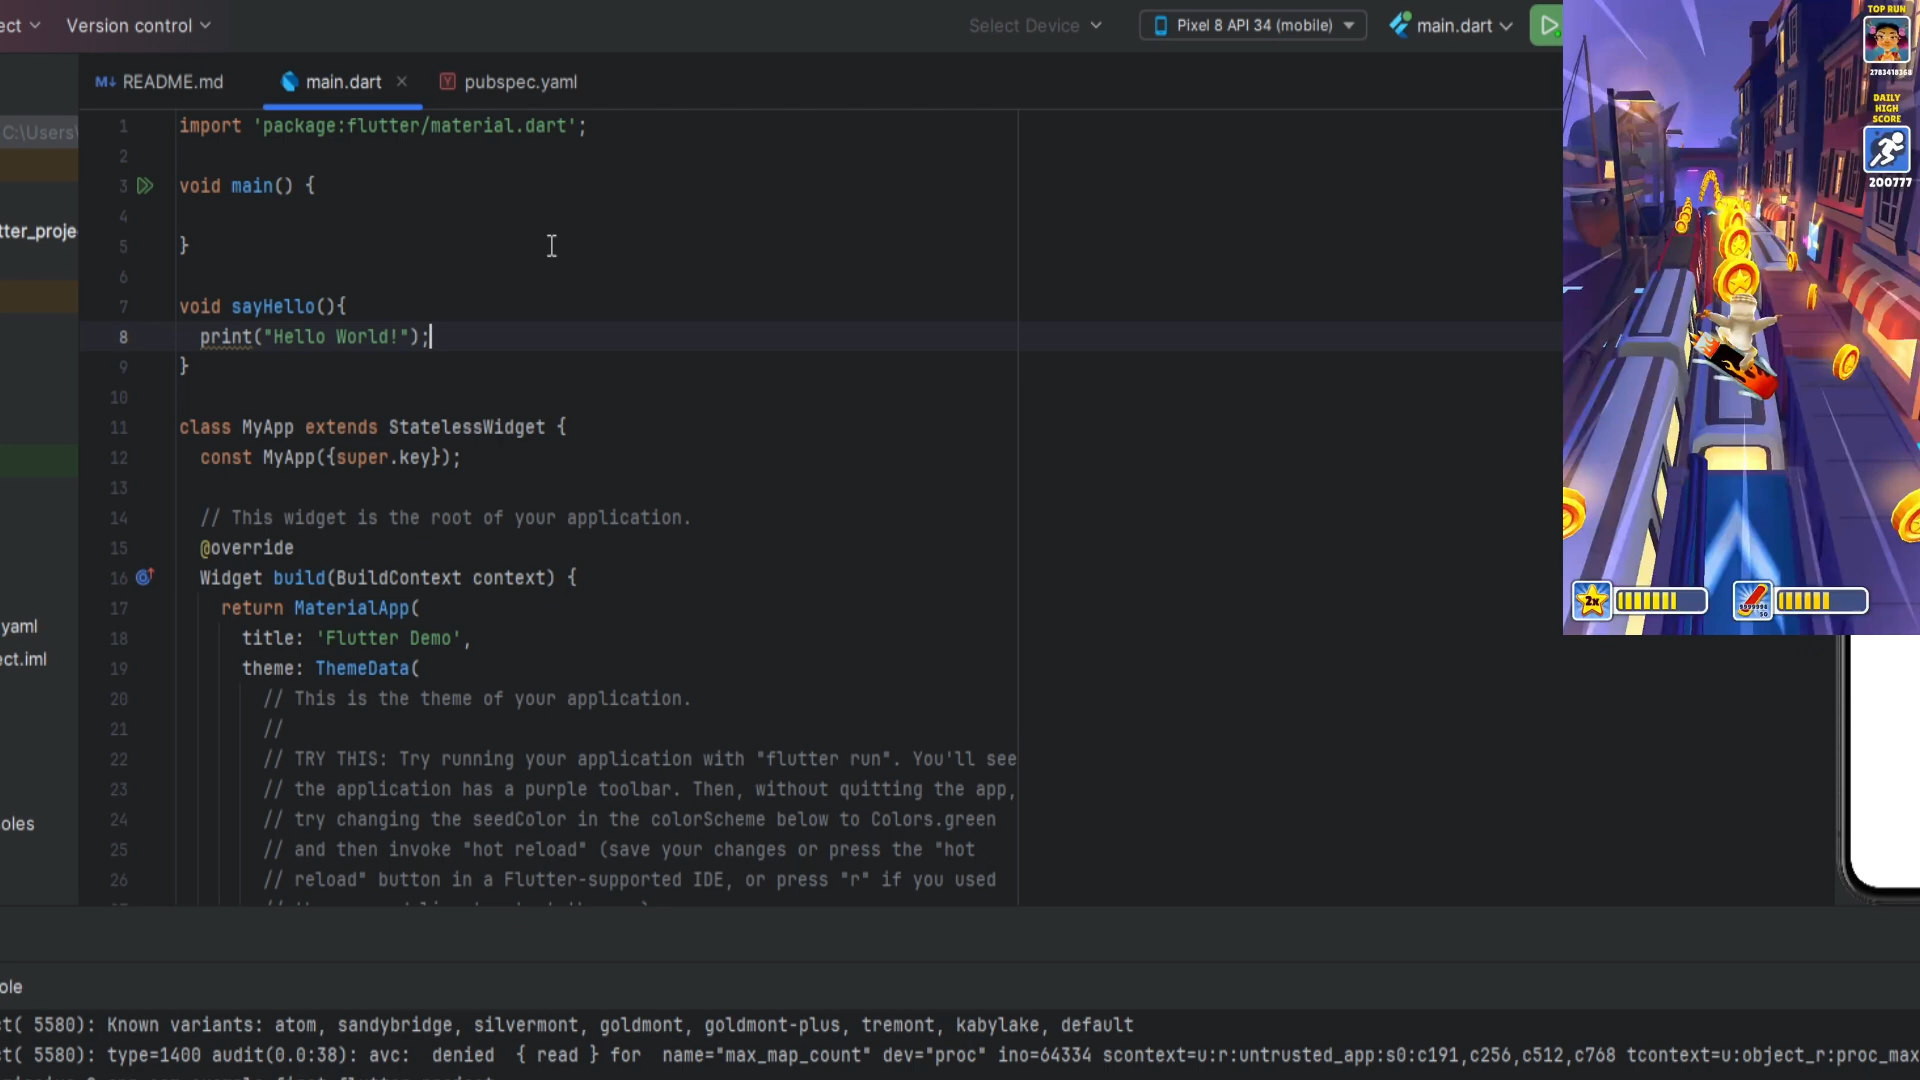 ect
Version control
Select Device
Pixel 8 API 34 (mobile)
main.dart
README.md
main.dart
pubspec.yaml
C:\Users\
tter_proje
yaml
ect.iml
oles
1 import 'package:flutter/material.dart';
2
3 void main() {
4
5 }
6
7 void sayHello(){
8 print("Hello World!");
9 }
10
11 class MyApp extends StatelessWidget {
12 const MyApp({super.key});
13
14 // This widget is the root of your application.
15 @override
16 Widget build(BuildContext context) {
17 return MaterialApp(
18 title: 'Flutter Demo',
19 theme: ThemeData(
20 // This is the theme of your application.
21 //
22 // TRY THIS: Try running your application with "flutter run". You'll see
23 // the application has a purple toolbar. Then, without quitting the app,
24 // try changing the seedColor in the colorScheme below to Colors.green
25 // and then invoke "hot reload" (save your changes or press the "hot
26 // reload" button in a Flutter-supported IDE, or press "r" if you used
TOP RUN
2783418368
DAILY
HIGH
SCORE
200777
2x
ole
ct( 5580): Known variants: atom, sandybridge, silvermont, goldmont, goldmont-plus, tremont, kabylake, default
ct( 5580): type=1400 audit(0.0:38): avc: denied { read } for name="max_map_count" dev="proc" ino=64334 scontext=u:r:untrusted_app:s0:c191,c256,c512,c768 tcontext=u:object_r:proc_max